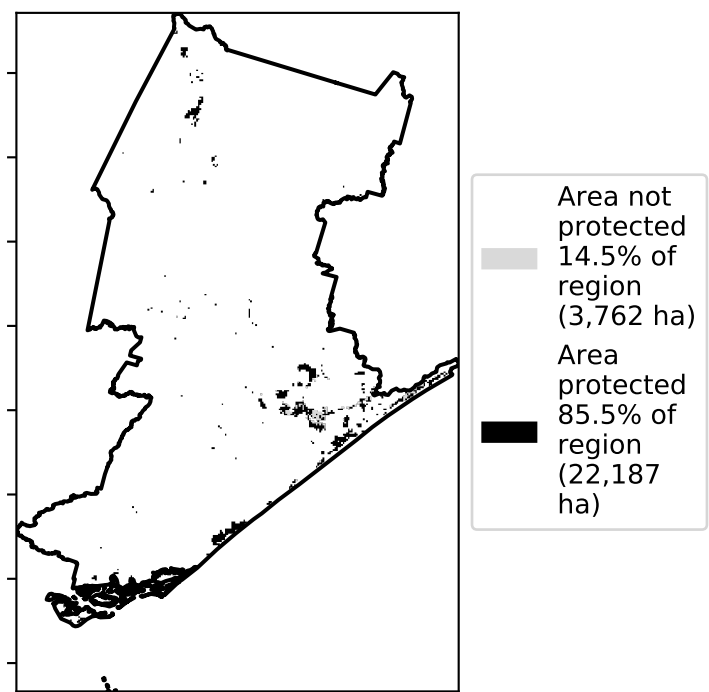 Area not
protected
14.5% of
region
(3,762 ha)
Area
protected
85.5% of
region
(22,187
ha)